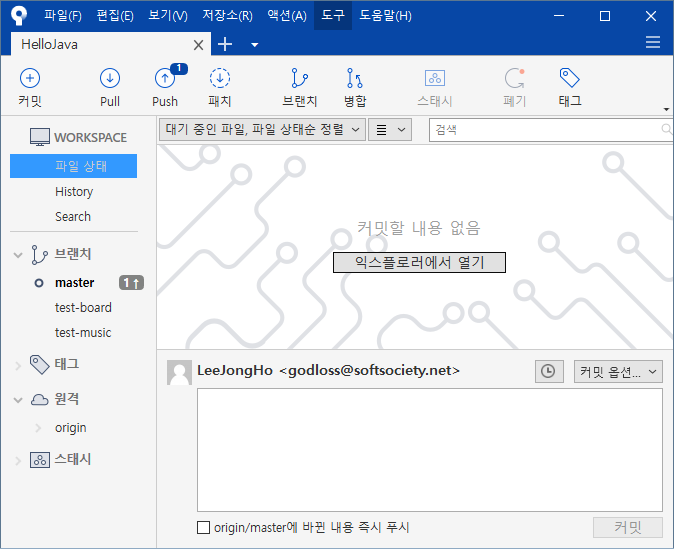 파일(F) 편집(E) 보기(V) 저장소(R) 액션(A) 도구 도움말(H)
HelloJava
1
커밋 Pull Push 패치 브랜치 병합 스태시 폐기 태그
WORKSPACE
파일 상태
History
Search
브랜치
master 1↑
test-board
test-music
태그
원격
origin
스태시
대기 중인 파일, 파일 상태순 정렬
검색
커밋할 내용 없음
익스플로러에서 열기
LeeJongHo <godloss@softsociety.net>
커밋 옵션...
origin/master에 바뀐 내용 즉시 푸시
커밋